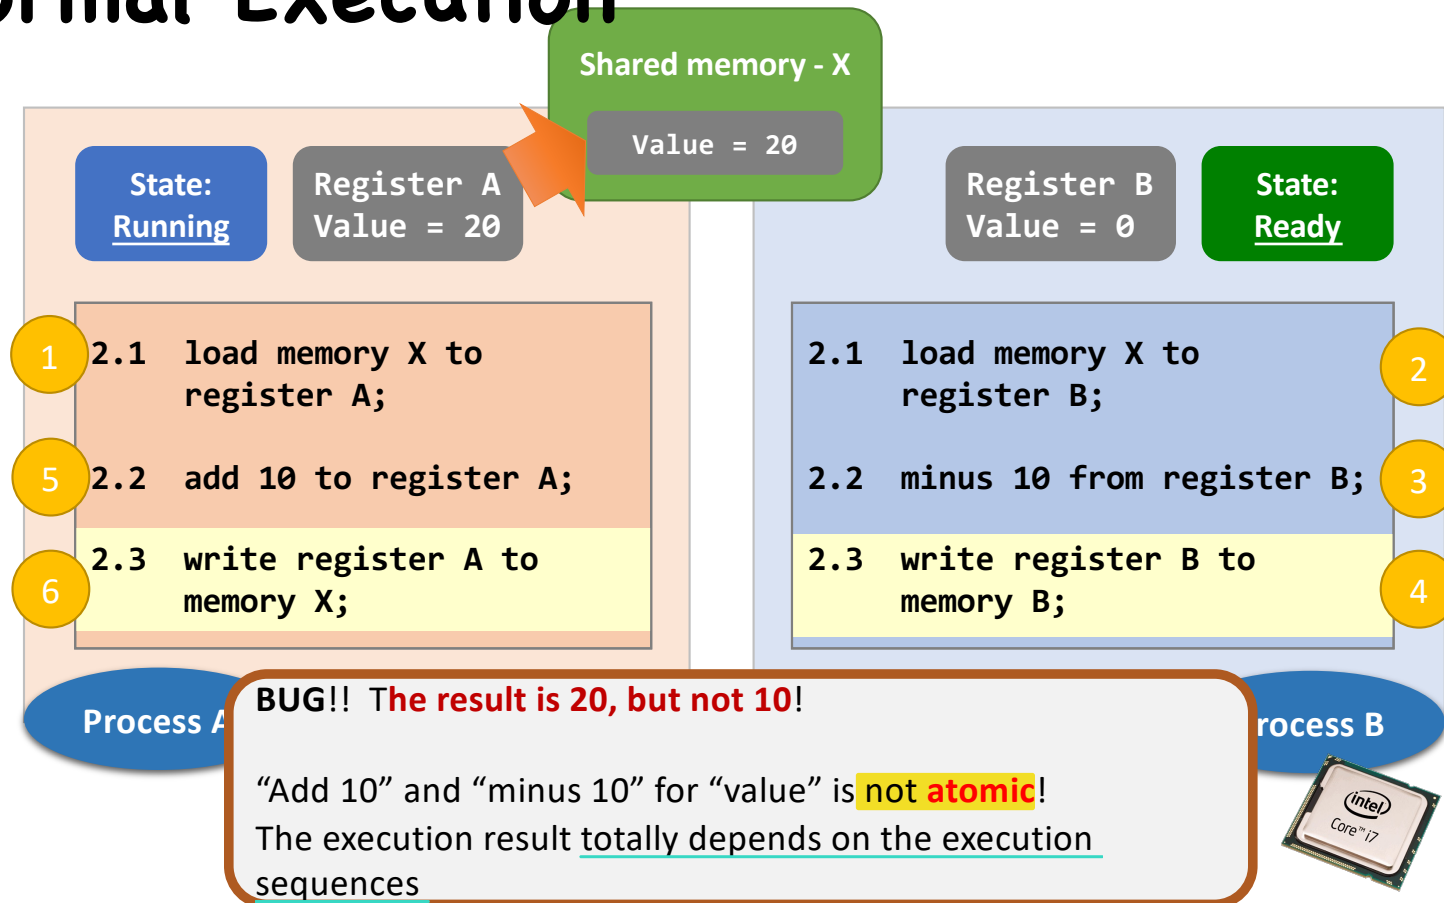 Execution
Shared memory - X
Value = 20
State:
Running
Register A
Value = 20
Register B
Value = 0
State:
Ready
1
2.1 load memory X to
register A;
5
2.2 add 10 to register A;
6
2.3 write register A to
memory X;
2.1 load memory X to
register B;
2
2.2 minus 10 from register B;
3
2.3 write register B to
memory B;
4
Process A
rocess B
BUG!! The result is 20, but not 10!
“Add 10” and “minus 10” for “value” is not atomic!
The execution result totally depends on the execution
sequences
intel
Core™ i7